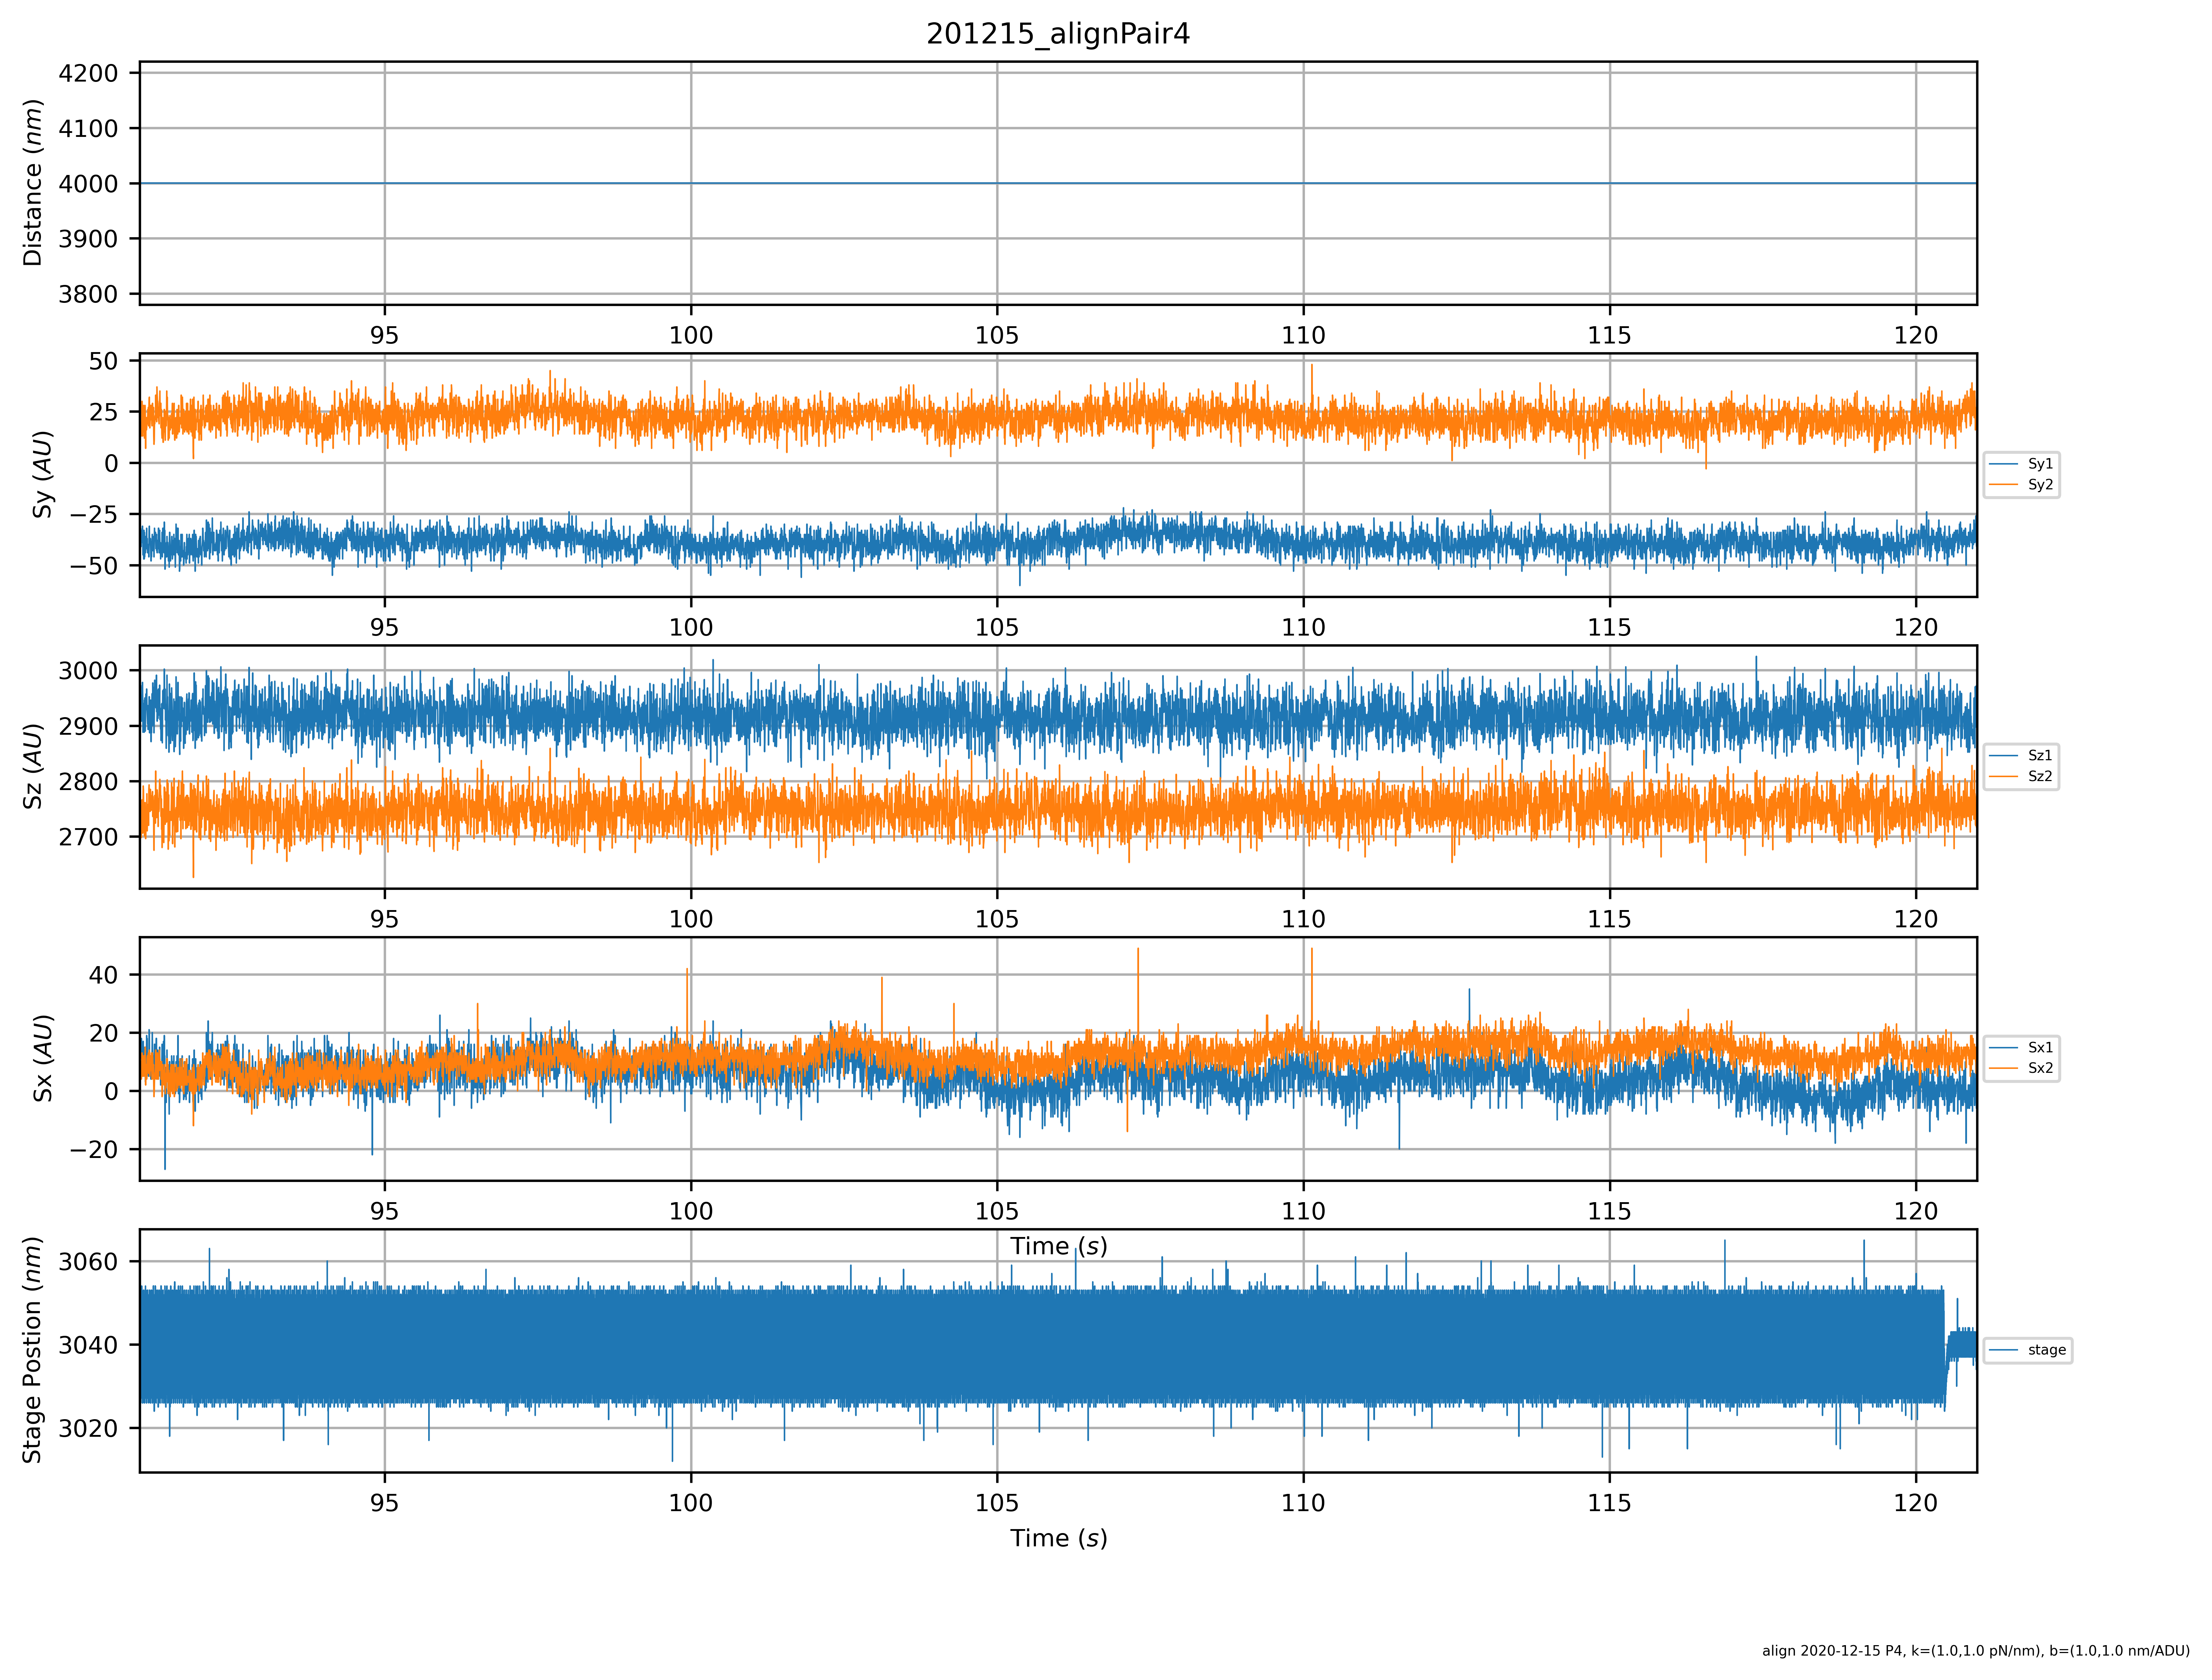 201215_alignPair4
4200
4100
4000
3900
3800
Distance (nm)
95 100 105 110 115 120
50
25
0
−25
−50
Sy (AU)
Sy1
Sy2
95 100 105 110 115 120
3000
2900
2800
2700
Sz (AU)
Sz1
Sz2
95 100 105 110 115 120
40
20
0
−20
Sx (AU)
Sx1
Sx2
95 100 105 110 115 120
Time (s)
3060
3040
3020
Stage Postion (nm)
stage
95 100 105 110 115 120
Time (s)
align 2020-12-15 P4, k=(1.0,1.0 pN/nm), b=(1.0,1.0 nm/ADU)